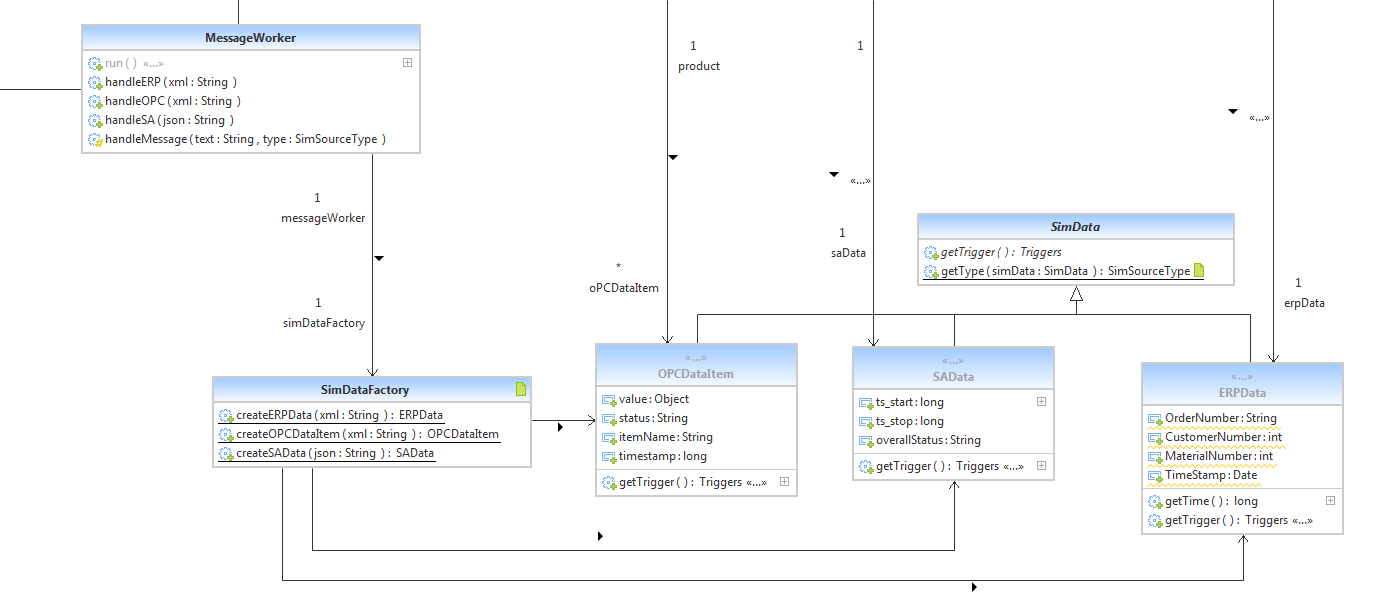 MessageWorker
run ( ) «...»
handleERP ( xml : String )
handleOPC ( xml : String )
handleSA ( json : String )
handleMessage ( text : String , type : SimSourceType )
1
messageWorker
1
simDataFactory
SimDataFactory
createERPData ( xml : String ) : ERPData
createOPCDataItem ( xml : String ) : OPCDataItem
createSAData ( json : String ) : SAData
1
product
*
oPCDataItem
«...»
OPCDataItem
value : Object
status : String
itemName : String
timestamp : long
getTrigger ( ) : Triggers «...»
1
«...»
1
saData
«...»
SAData
ts_start : long
ts_stop : long
overallStatus : String
getTrigger ( ) : Triggers «...»
SimData
getTrigger ( ) : Triggers
getType ( simData : SimData ) : SimSourceType
«...»
1
erpData
«...»
ERPData
OrderNumber : String
CustomerNumber : int
MaterialNumber : int
TimeStamp : Date
getTime ( ) : long
getTrigger ( ) : Triggers «...»